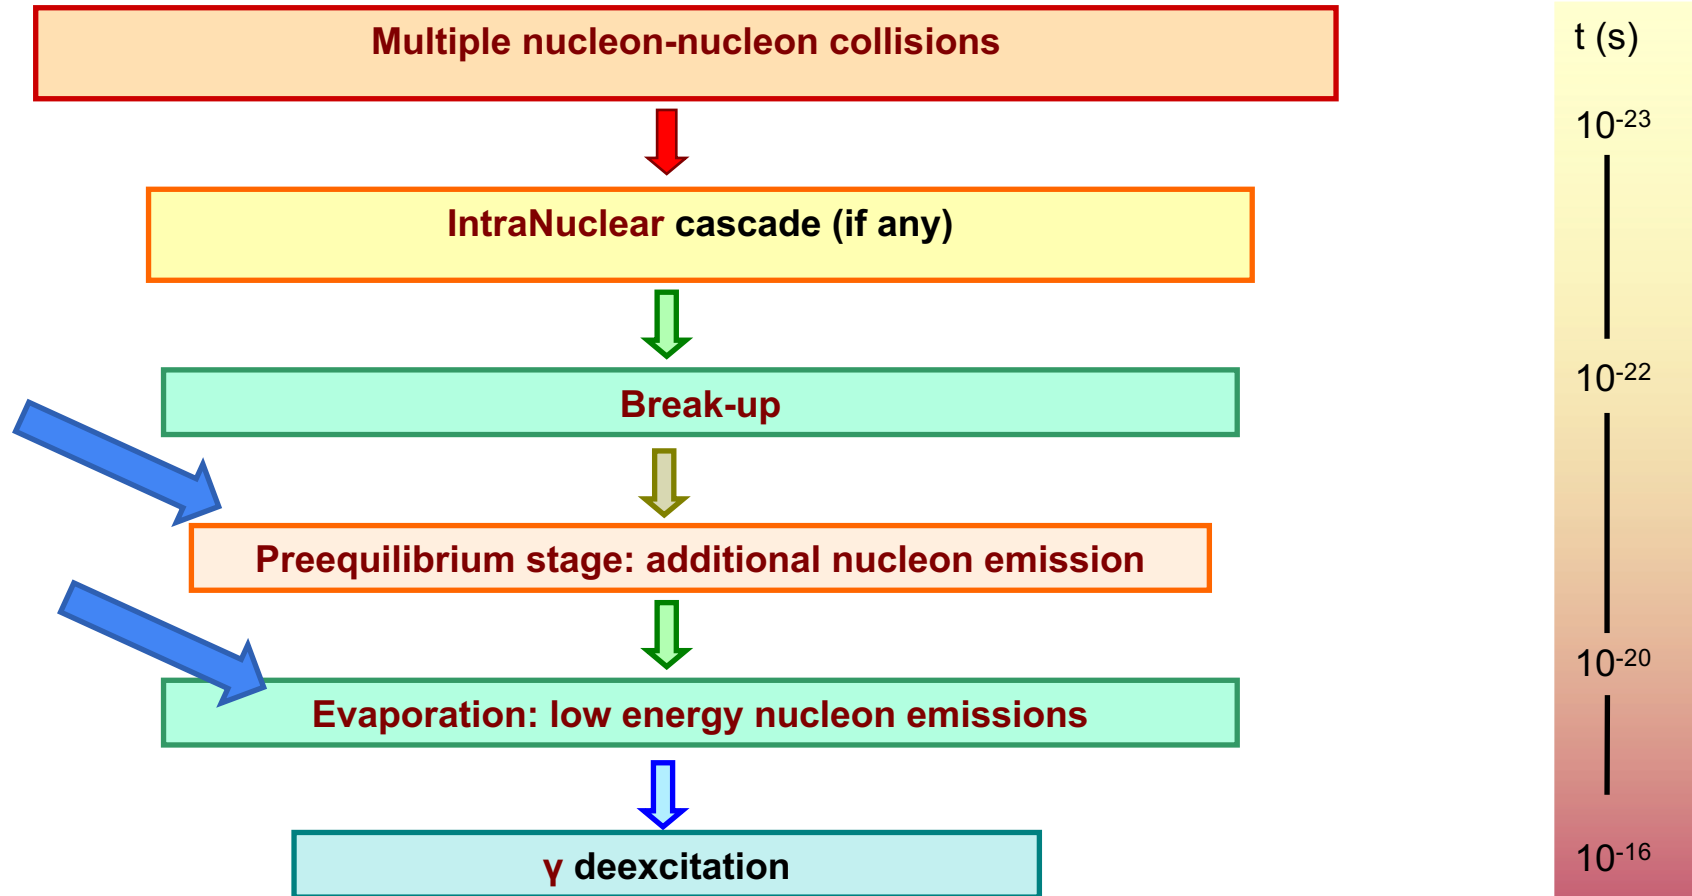 Multiple nucleon-nucleon collisions
t (s)
10⁻²³
IntraNuclear cascade (if any)
10⁻²²
Break-up
Preequilibrium stage: additional nucleon emission
10⁻²⁰
Evaporation: low energy nucleon emissions
γ deexcitation
10⁻¹⁶